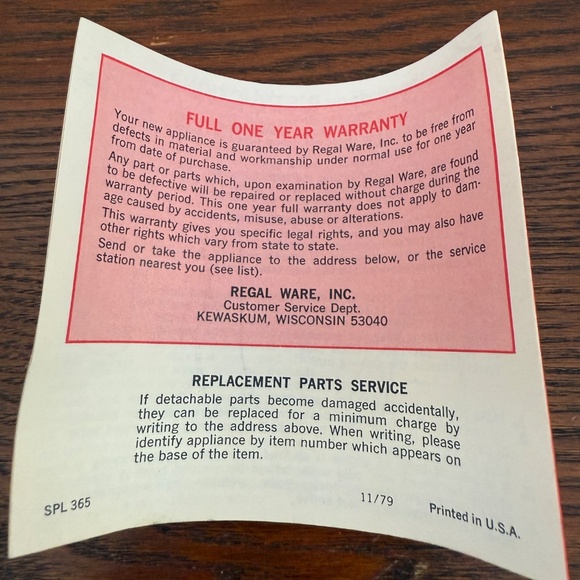 FULL ONE YEAR WARRANTY
Your new appliance is guaranteed by Regal Ware, Inc. to be free from
defects in material and workmanship under normal use for one year
from date of purchase.
Any part or parts which, upon examination by Regal Ware, are found
to be defective will be repaired or replaced without charge during the
warranty period. This one year full warranty does not apply to dam-
age caused by accidents, misuse, abuse or alterations.
This warranty gives you specific legal rights, and you may also have
other rights which vary from state to state.
Send or take the appliance to the address below, or the service
station nearest you (see list).
REGAL WARE, INC.
Customer Service Dept.
KEWASKUM, WISCONSIN 53040
REPLACEMENT PARTS SERVICE
If detachable parts become damaged accidentally,
they can be replaced for a minimum charge by
writing to the address above. When writing, please
identify appliance by item number which appears on
the base of the item.
SPL 365
11/79
Printed in U.S.A.